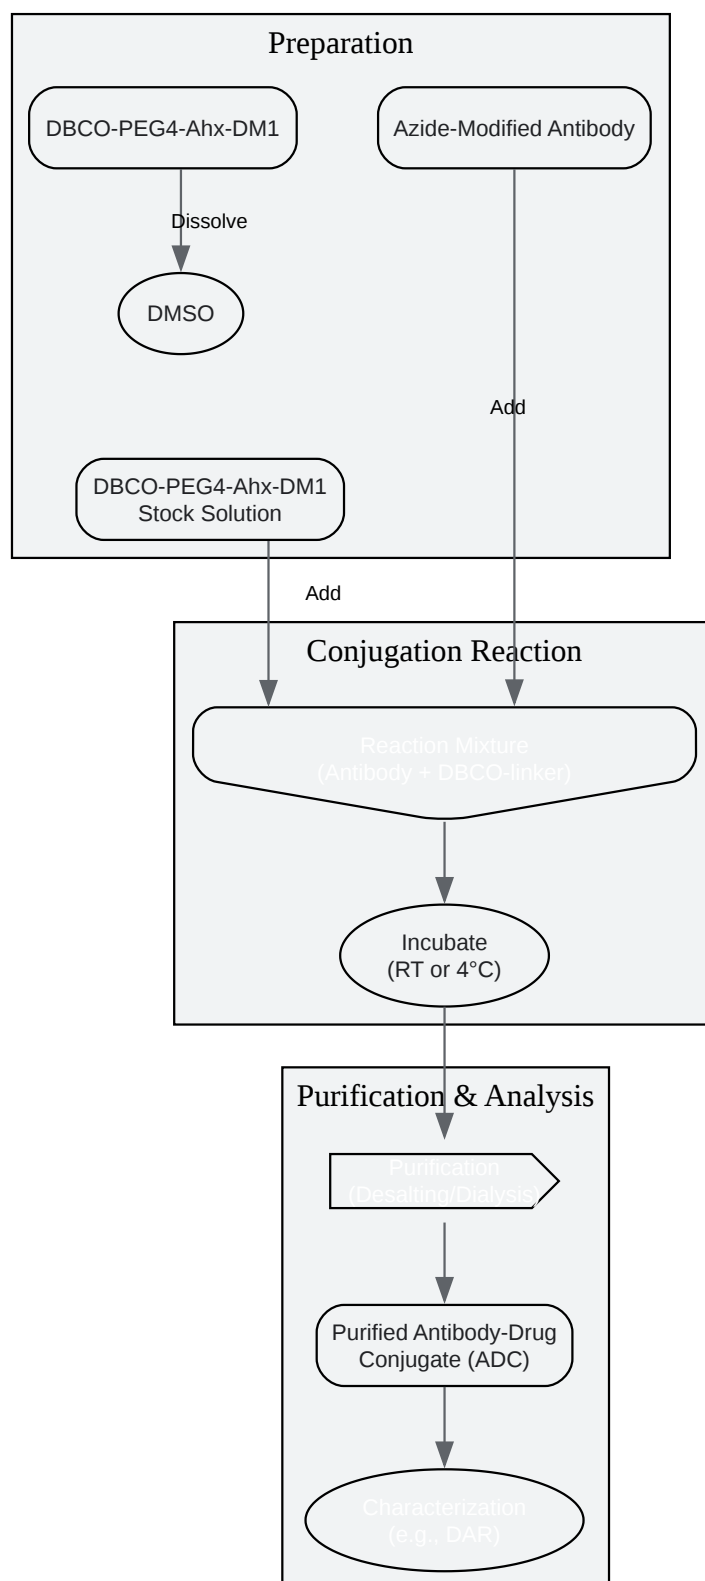 Preparation
DBCO-PEG4-Ahx-DM1
Azide-Modified Antibody
Dissolve
DMSO
Add
DBCO-PEG4-Ahx-DM1
Stock Solution
Add
Conjugation Reaction
Reaction Mixture
(Antibody + DBCO-linker)
Incubate
(RT or 4°C)
Purification & Analysis
Purification
(Desalting/Dialysis)
Purified Antibody-Drug
Conjugate (ADC)
Characterization
(e.g., DAR)